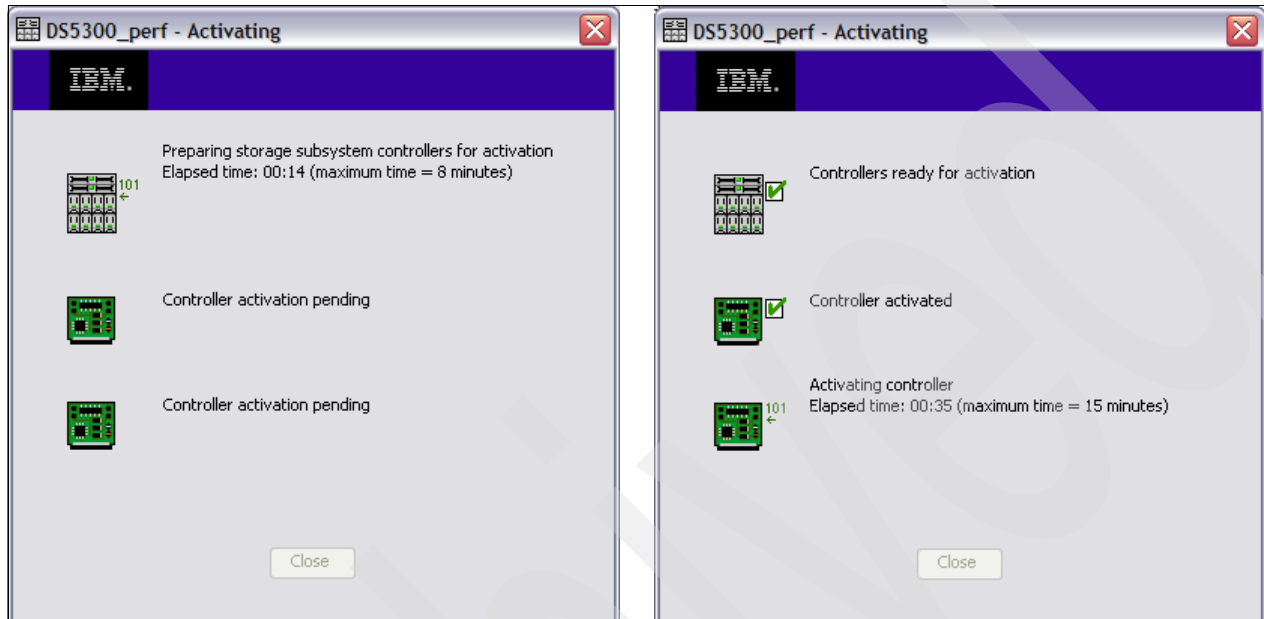 DS5300_perf - Activating
IBM.
Preparing storage subsystem controllers for activation
Elapsed time: 00:14 (maximum time = 8 minutes)
101
Controller activation pending
Controller activation pending
Close
DS5300_perf - Activating
IBM.
Controllers ready for activation
Controller activated
Activating controller
Elapsed time: 00:35 (maximum time = 15 minutes)
101
Close